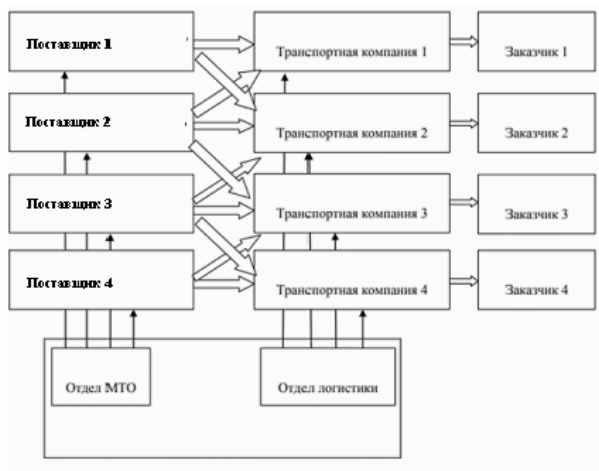 Поставщик 1
Транспортная компания 1
Заказчик 1
Поставщик 2
Транспортная компания 2
Заказчик 2
Поставщик 3
Транспортная компания 3
Заказчик 3
Поставщик 4
Транспортная компания 4
Заказчик 4
Отдел МТО
Отдел логистики